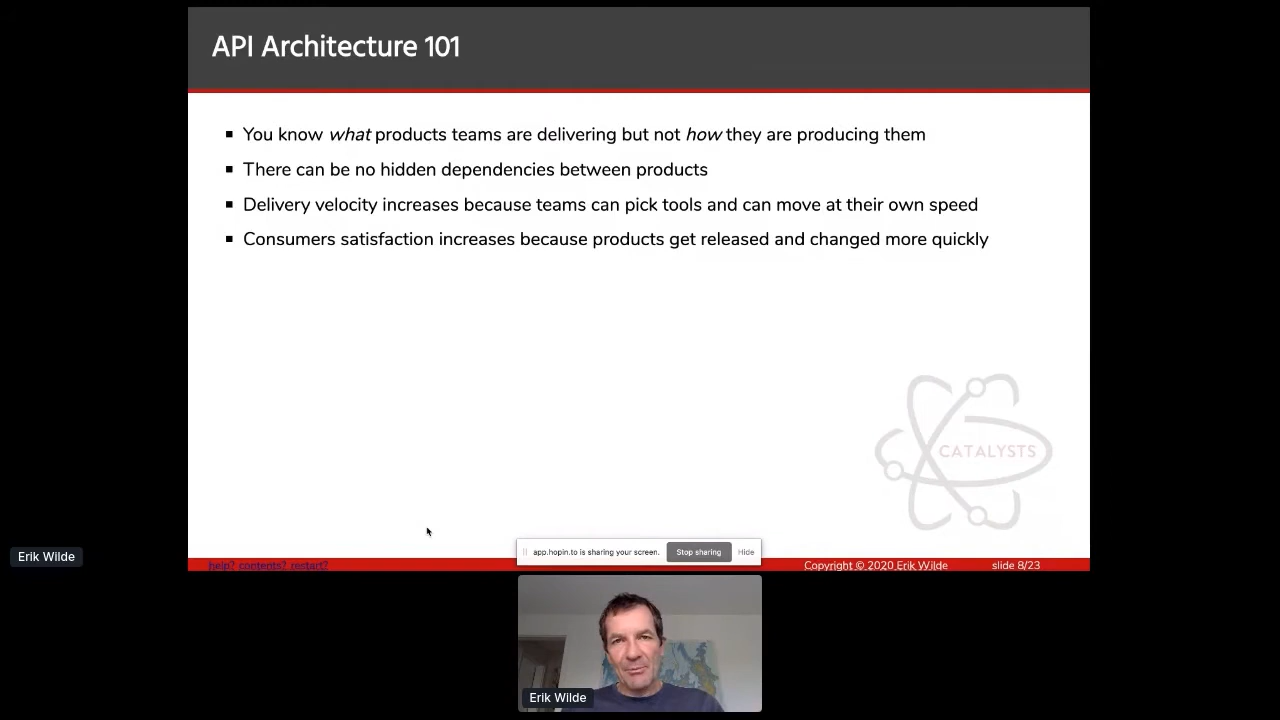 API Architecture 101
You know what products teams are delivering but not how they are producing them
There can be no hidden dependencies between products
Delivery velocity increases because teams can pick tools and can move at their own speed
Consumers satisfaction increases because products get released and changed more quickly
CATALYSTS
app.hopin.to is sharing your screen. Stop sharing Hide
Erik Wilde
help? contents? restart? Copyright © 2020 Erik Wilde slide 8/23
Erik Wilde